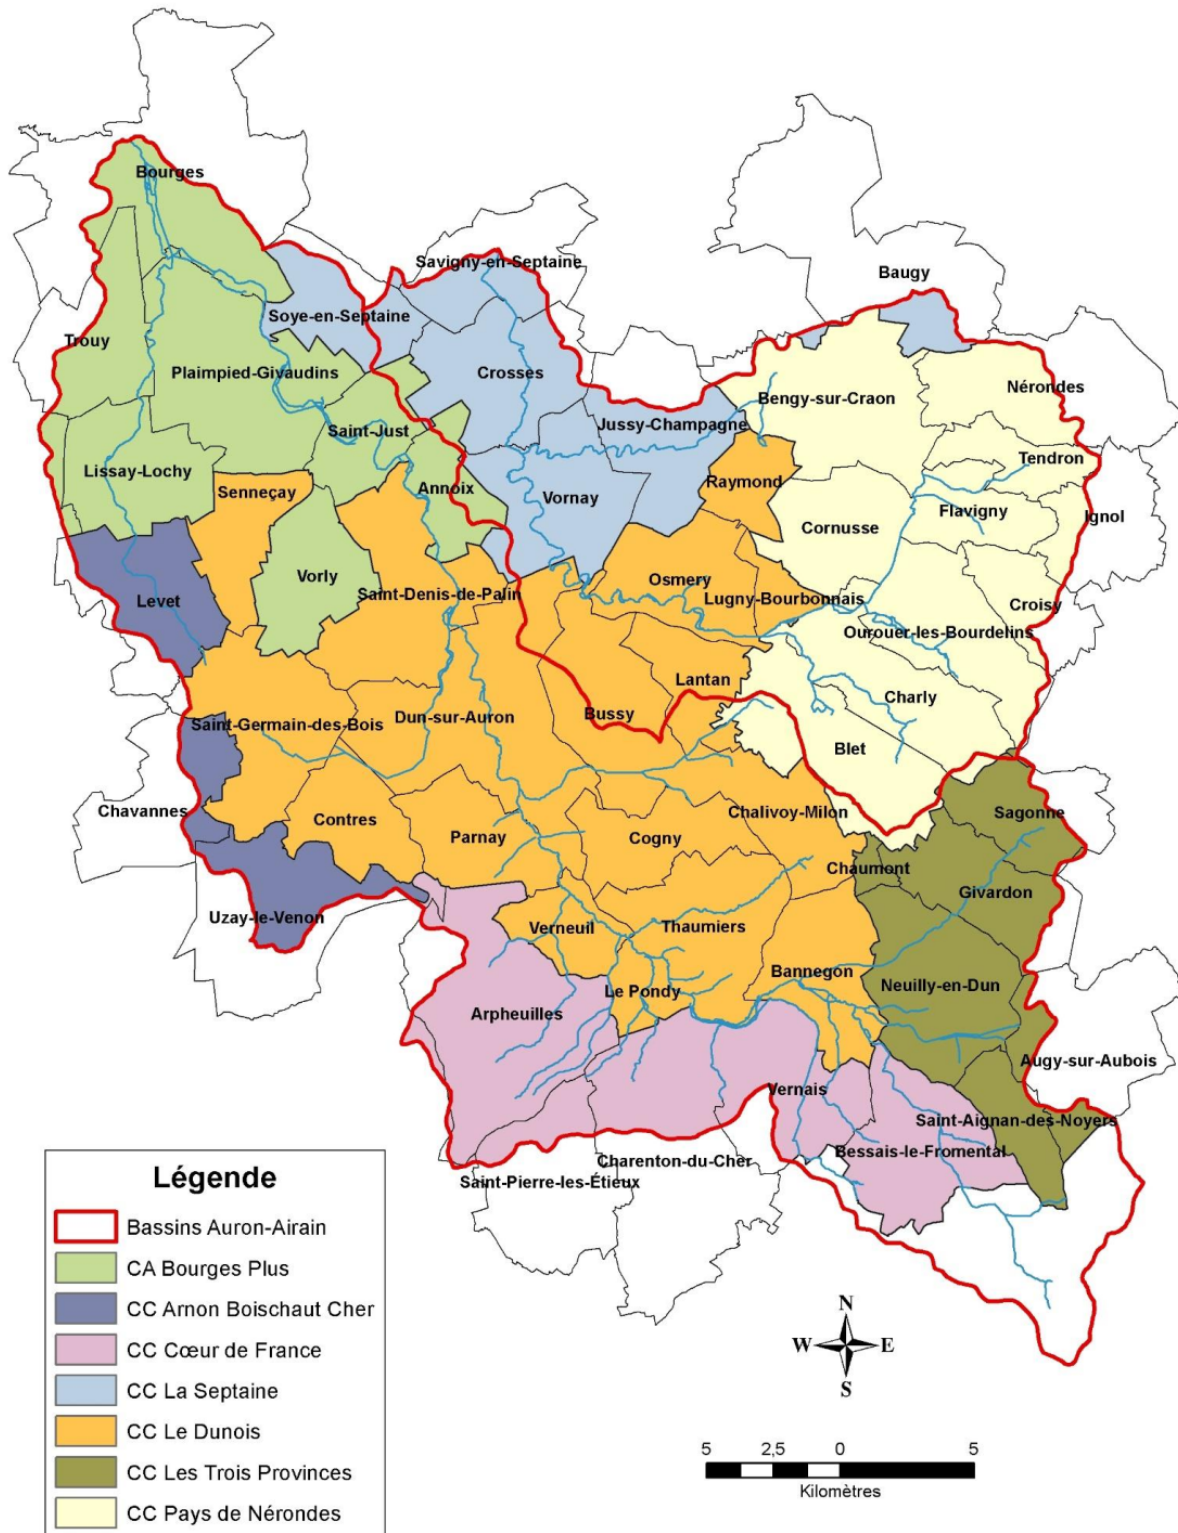 Bourges
Savigny-en-Septaine
Baugy
Soye-en-Septaine
Trouy
Plaimpied-Givaudins
Crosses
Nérondes
Bengy-sur-Craon
Jussy-Champagne
Saint-Just
Tendron
Lissay-Lochy
Annoix
Raymond
Senneçay
Vornay
Flavigny
Ignol
Cornusse
Vorly
Osmery
Levet
Saint-Denis-de-Palin
Lugny-Bourbonnais
Croisy
Ourouer-les-Bourdelins
Lantan
Charly
Saint-Germain-des-Bois
Dun-sur-Auron
Bussy
Blet
Chavannes
Contres
Parnay
Cogny
Chalivoy-Milon
Sagonne
Chaumont
Givardon
Uzay-le-Venon
Verneuil
Thaumiers
Bannegon
Neuilly-en-Dun
Le Pondy
Arpheuilles
Augy-sur-Aubois
Vernais
Saint-Aignan-des-Noyers
Bessais-le-Fromental
Charenton-du-Cher
Saint-Pierre-les-Étieux
Légende
Bassins Auron-Airain
CA Bourges Plus
CC Arnon Boischaut Cher
CC Cœur de France
CC La Septaine
CC Le Dunois
CC Les Trois Provinces
CC Pays de Nérondes
N
W E
S
5 2,5 0 5
Kilomètres